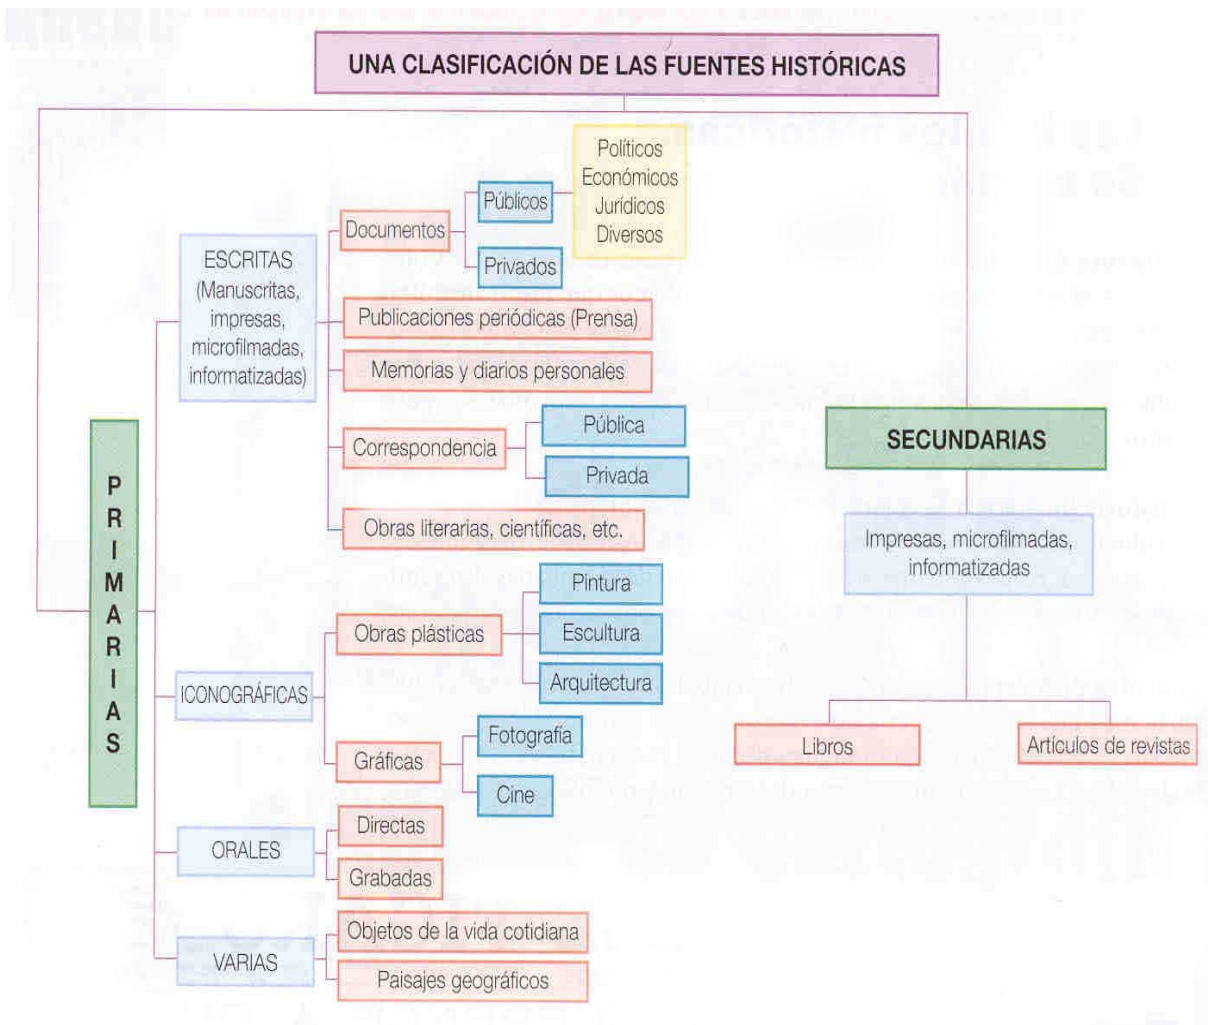 UNA CLASIFICACIÓN DE LAS FUENTES HISTÓRICAS
PRIMARIAS
ESCRITAS
(Manuscritas,
impresas,
microfilmadas,
informatizadas)
Documentos
Públicos
Políticos
Económicos
Jurídicos
Diversos
Privados
Publicaciones periódicas (Prensa)
Memorias y diarios personales
Correspondencia
Pública
Privada
Obras literarias, científicas, etc.
ICONOGRÁFICAS
Obras plásticas
Pintura
Escultura
Arquitectura
Gráficas
Fotografía
Cine
ORALES
Directas
Grabadas
VARIAS
Objetos de la vida cotidiana
Paisajes geográficos
SECUNDARIAS
Impresas, microfilmadas,
informatizadas
Libros
Artículos de revistas